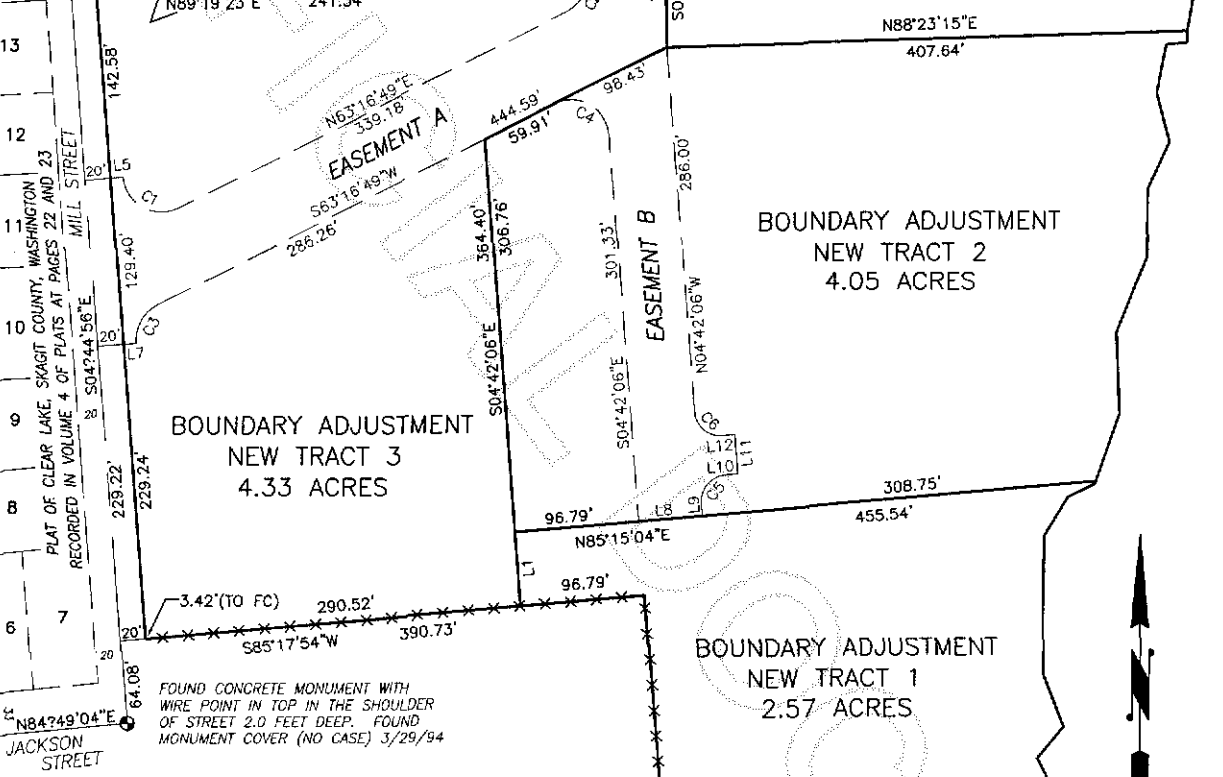 N89°19'23"E 241.54'
S0
N88°23'15"E
407.64'
13
142.58'
12
N63°16'49"E
339.18'
444.59'
98.43'
59.91'
C4
EASEMENT A
S63°16'49"W
286.26'
20'
L5
C1
MILL STREET
PLAT OF CLEAR LAKE, SKAGIT COUNTY, WASHINGTON
RECORDED IN VOLUME 4 OF PLATS AT PAGES 22 AND 23
11
129.40'
364.40'
306.76'
286.00'
301.33'
EASEMENT B
BOUNDARY ADJUSTMENT
NEW TRACT 2
4.05 ACRES
10
S04?44'56"E
20'
L7
C3
S04°42'06"E
S04°42'06"E
N04°42'06"W
9
20
BOUNDARY ADJUSTMENT
NEW TRACT 3
4.33 ACRES
C6
L12
L10
L11
C5
L9
L8
8
229.22'
229.24'
96.79'
N85°15'04"E
308.75'
455.54'
L1
96.79'
7
6
3.42'(TO FC)
290.52'
390.73'
S85°17'54"W
20'
20
64.08'
BOUNDARY ADJUSTMENT
NEW TRACT 1
2.57 ACRES
FOUND CONCRETE MONUMENT WITH
WIRE POINT IN TOP IN THE SHOULDER
OF STREET 2.0 FEET DEEP. FOUND
MONUMENT COVER (NO CASE) 3/29/94
N84?49'04"E
JACKSON
STREET
N